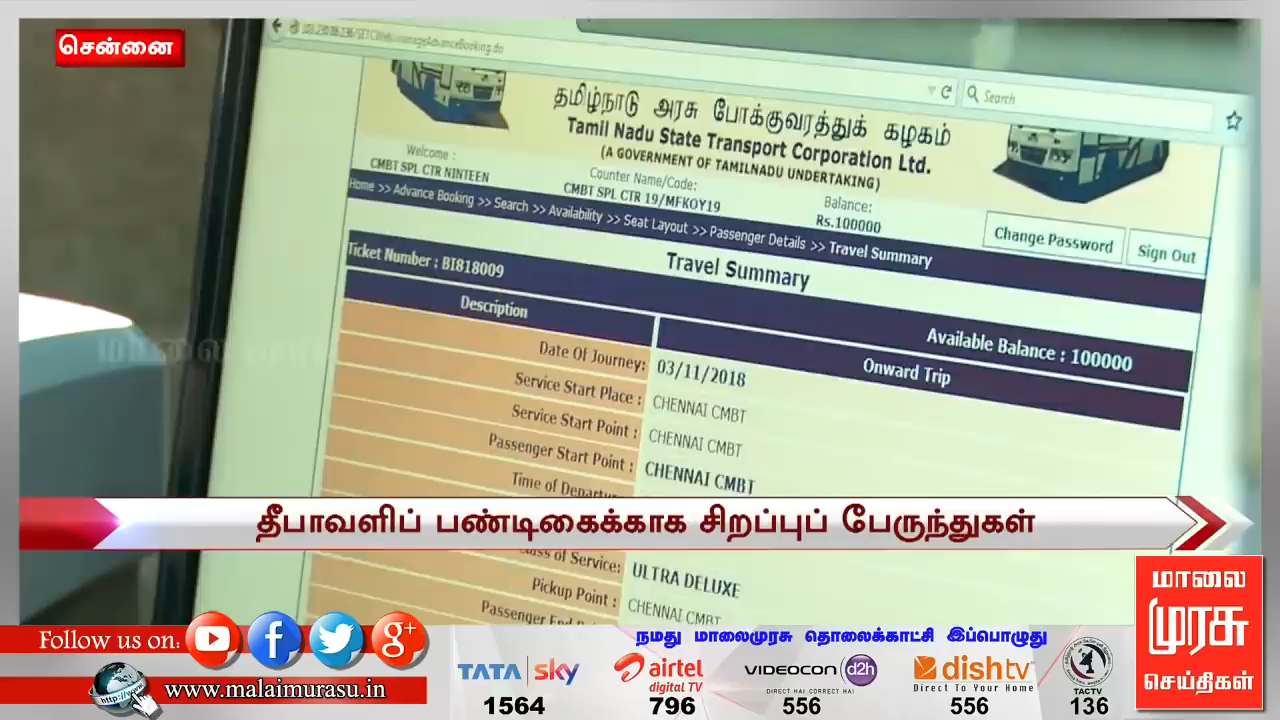 சென்னை
Search
தமிழ்நாடு அரசு போக்குவரத்துக் கழகம்
Tamil Nadu State Transport Corporation Ltd.
(A GOVERNMENT OF TAMILNADU UNDERTAKING)
Welcome :
CMBT SPL CTR NINTEEN
Counter Name/Code:
CMBT SPL CTR 19/MFKOY19
Balance:
Rs.100000
Change Password
Sign Out
Home >> Advance Booking >> Search >> Availability >> Seat Layout >> Passenger Details >> Travel Summary
Travel Summary
Ticket Number : BI818009
Available Balance : 100000
Description
Onward Trip
Date Of Journey: 03/11/2018
Service Start Place : CHENNAI CMBT
Service Start Point : CHENNAI CMBT
Passenger Start Point : CHENNAI CMBT
Time of
தீபாவளிப் பண்டிகைக்காக சிறப்புப் பேருந்துகள்
of Service: ULTRA DELUXE
Pickup Point : CHENNAI CMBT
Passenger
மாலை
முரசு
செய்திகள்
Follow us on:
http://
www.malaimurasu.in
நமது மாலைமுரசு தொலைக்காட்சி இப்பொழுது
TATA sky
1564
airtel
digital TV
796
VIDEOCON d2h
DIRECT HAI CORRECT HAI
556
dishtv
Direct To Your Home
556
TACTV
136